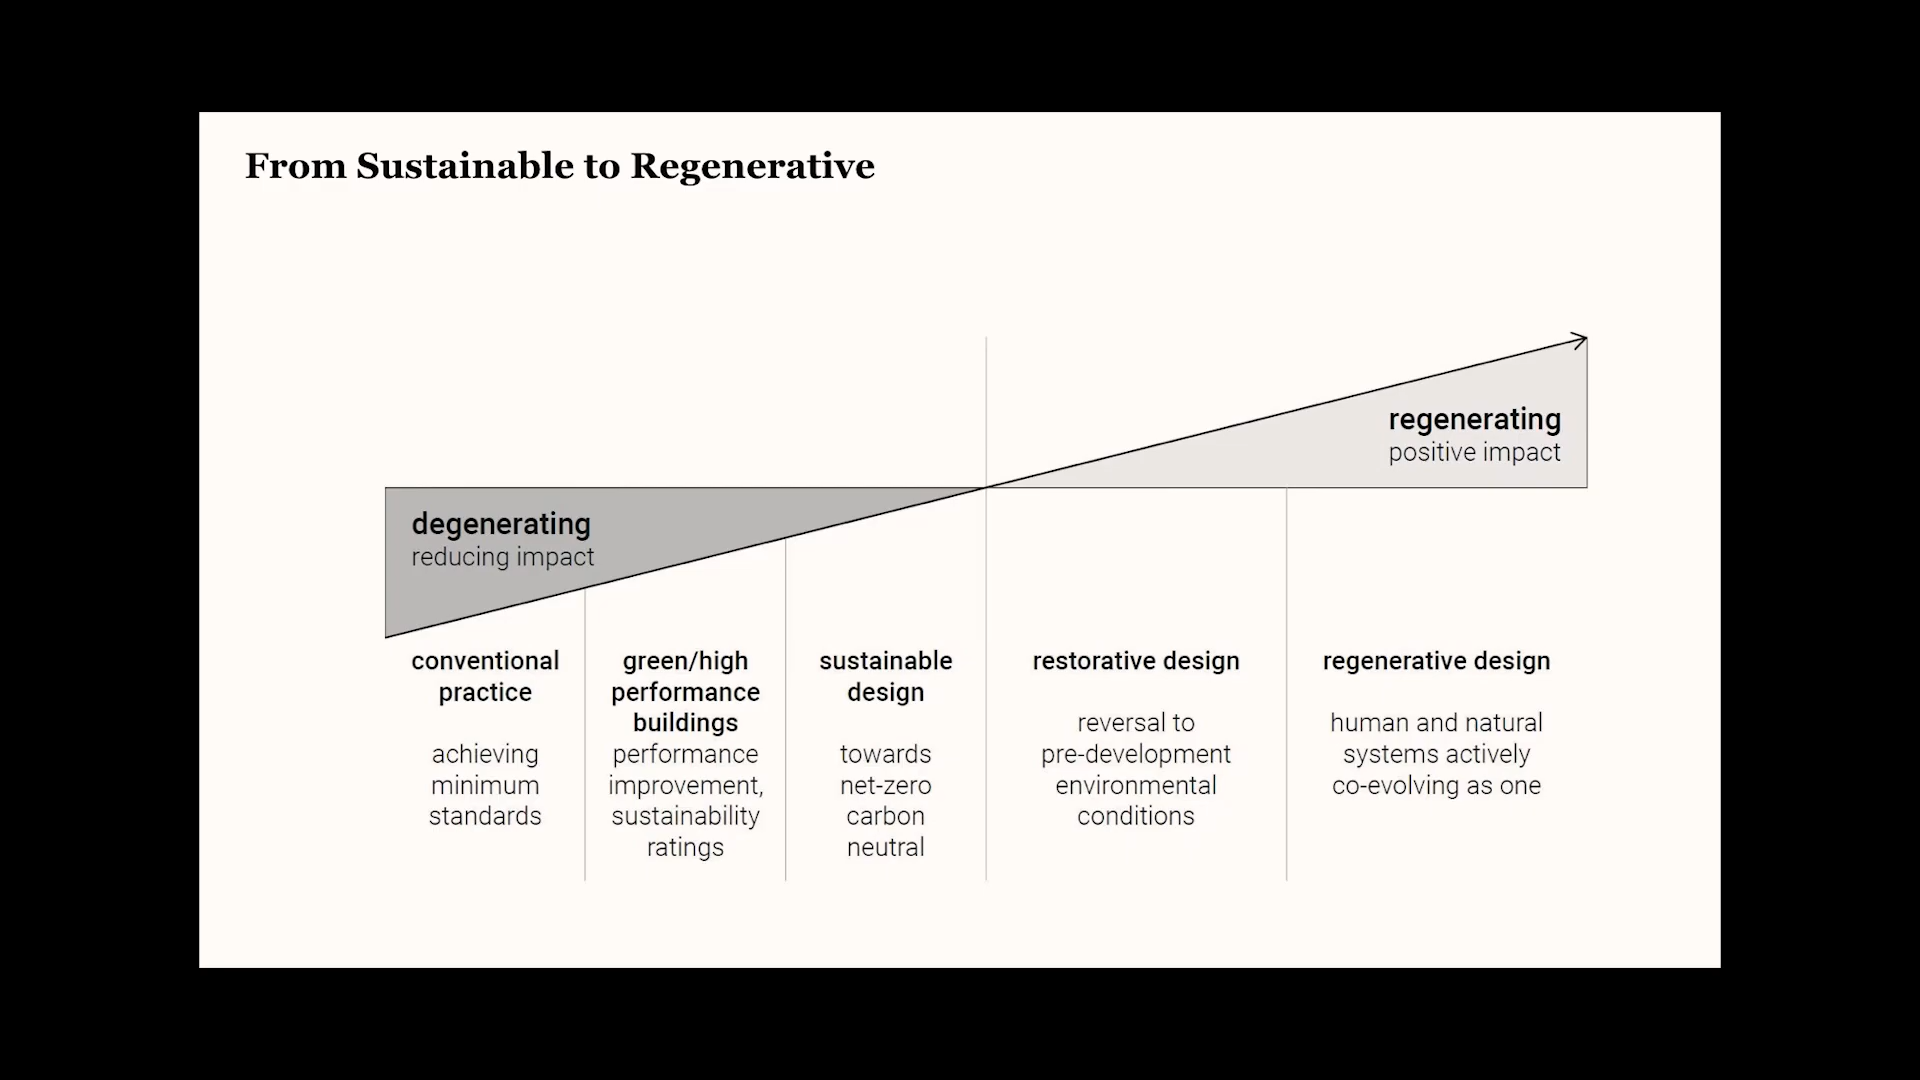 From Sustainable to Regenerative
regenerating
positive impact
degenerating
reducing impact
conventional
practice
achieving
minimum
standards
green/high
performance
buildings
performance
improvement,
sustainability
ratings
sustainable
design
towards
net-zero
carbon
neutral
restorative design
reversal to
pre-development
environmental
conditions
regenerative design
human and natural
systems actively
co-evolving as one